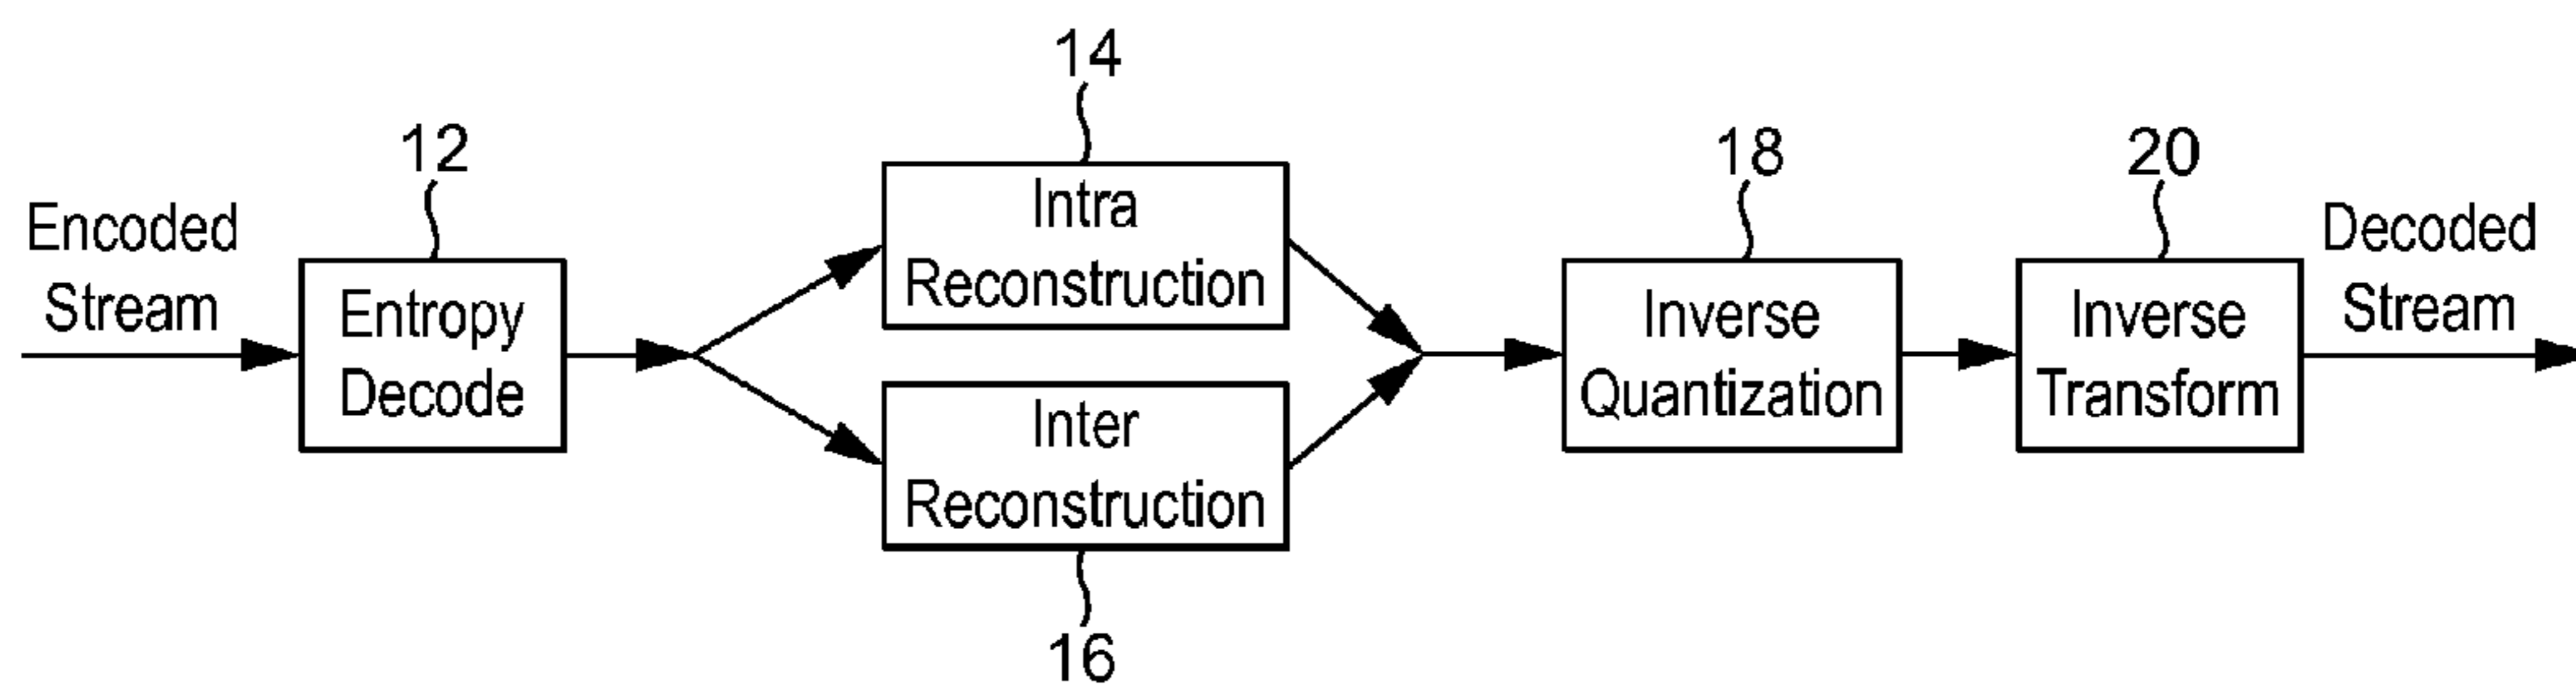 14
12
18
20
Encoded
Stream
Entropy
Decode
Intra
Reconstruction
Inter
Reconstruction
Inverse
Quantization
Inverse
Transform
Decoded
Stream
16